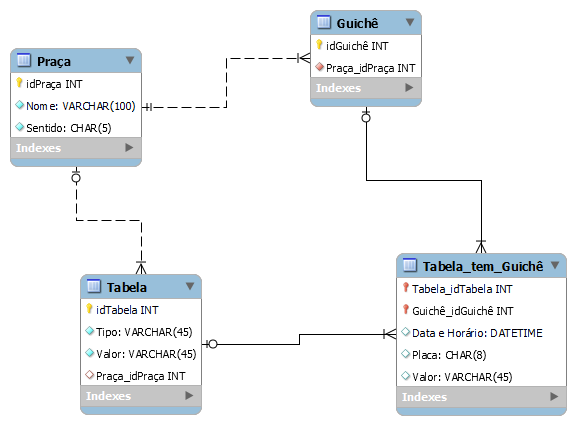 Guichê
idGuichê INT
Praça_idPraça INT
Indexes
Praça
idPraça INT
Nome: VARCHAR(100)
Sentido: CHAR(5)
Indexes
Tabela
idTabela INT
Tipo: VARCHAR(45)
Valor: VARCHAR(45)
Praça_idPraça INT
Indexes
Tabela_tem_Guichê
Tabela_idTabela INT
Guichê_idGuichê INT
Data e Horário: DATETIME
Placa: CHAR(8)
Valor: VARCHAR(45)
Indexes